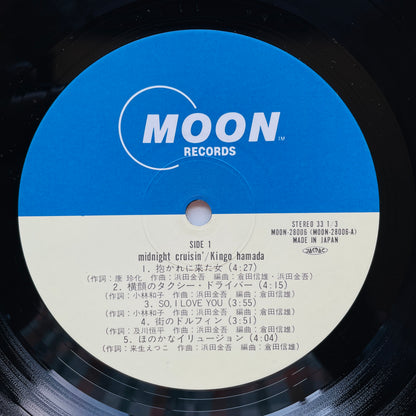 MOON TM
RECORDS
STEREO 33 1/3
MOON-28006 (MOON-28006-A)
MADE IN JAPAN
JASRAC
SIDE 1
midnight cruisin'/Kingo hamada
1. 抱かれに来た女 (4:27)
(作詞：康 珍化 作曲：浜田金吾 編曲：倉田信雄・浜田金吾)
2. 横顔のタクシー・ドライバー (4:15)
(作詞：小林和子 作曲：浜田金吾 編曲：倉田信雄)
3. SO, I LOVE YOU (3:55)
(作詞：小林和子 作曲：浜田金吾 編曲：倉田信雄)
4. 街のドルフィン (3:51)
(作詞：及川恒平 作曲：浜田金吾 編曲：倉田信雄)
5. ほのかなイリュージョン (4:04)
(作詞：来生えつこ 作曲：浜田金吾 編曲：倉田信雄)